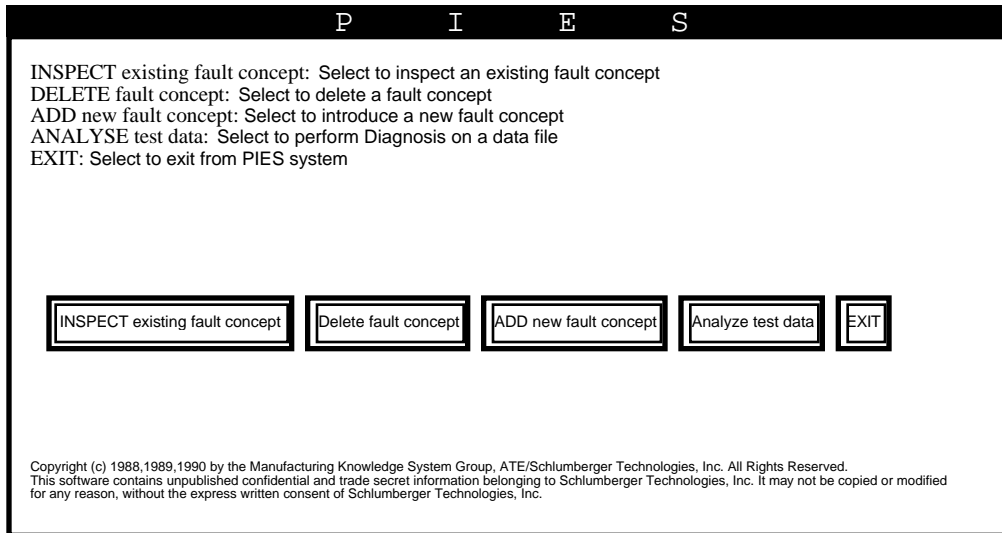 P I E S
INSPECT existing fault concept: Select to inspect an existing fault concept
DELETE fault concept: Select to delete a fault concept
ADD new fault concept: Select to introduce a new fault concept
ANALYSE test data: Select to perform Diagnosis on a data file
EXIT: Select to exit from PIES system
INSPECT existing fault concept Delete fault concept ADD new fault concept Analyze test data EXIT
Copyright (c) 1988,1989,1990 by the Manufacturing Knowledge System Group, ATE/Schlumberger Technologies, Inc. All Rights Reserved.
This software contains unpublished confidential and trade secret information belonging to Schlumberger Technologies, Inc. It may not be copied or modified
for any reason, without the express written consent of Schlumberger Technologies, Inc.